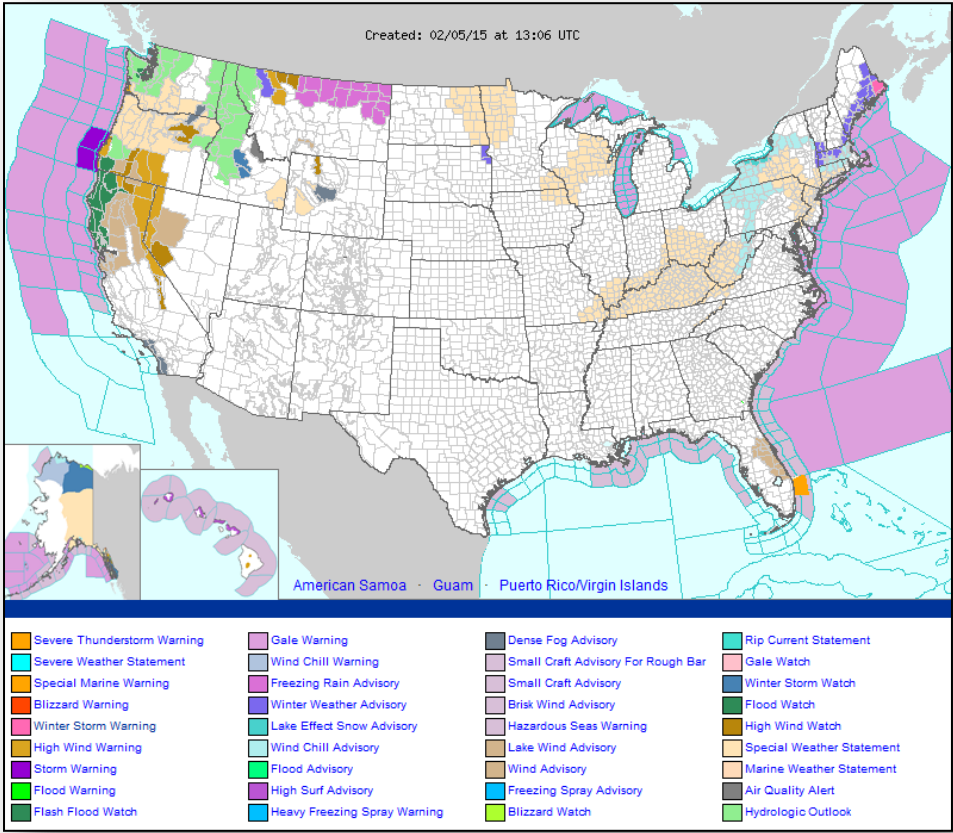 Created: 02/05/15 at 13:06 UTC
American Samoa · Guam · Puerto Rico/Virgin Islands
Severe Thunderstorm Warning
Severe Weather Statement
Special Marine Warning
Blizzard Warning
Winter Storm Warning
High Wind Warning
Storm Warning
Flood Warning
Flash Flood Watch
Gale Warning
Wind Chill Warning
Freezing Rain Advisory
Winter Weather Advisory
Lake Effect Snow Advisory
Wind Chill Advisory
Flood Advisory
High Surf Advisory
Heavy Freezing Spray Warning
Dense Fog Advisory
Small Craft Advisory For Rough Bar
Small Craft Advisory
Brisk Wind Advisory
Hazardous Seas Warning
Lake Wind Advisory
Wind Advisory
Freezing Spray Advisory
Blizzard Watch
Rip Current Statement
Gale Watch
Winter Storm Watch
Flood Watch
High Wind Watch
Special Weather Statement
Marine Weather Statement
Air Quality Alert
Hydrologic Outlook